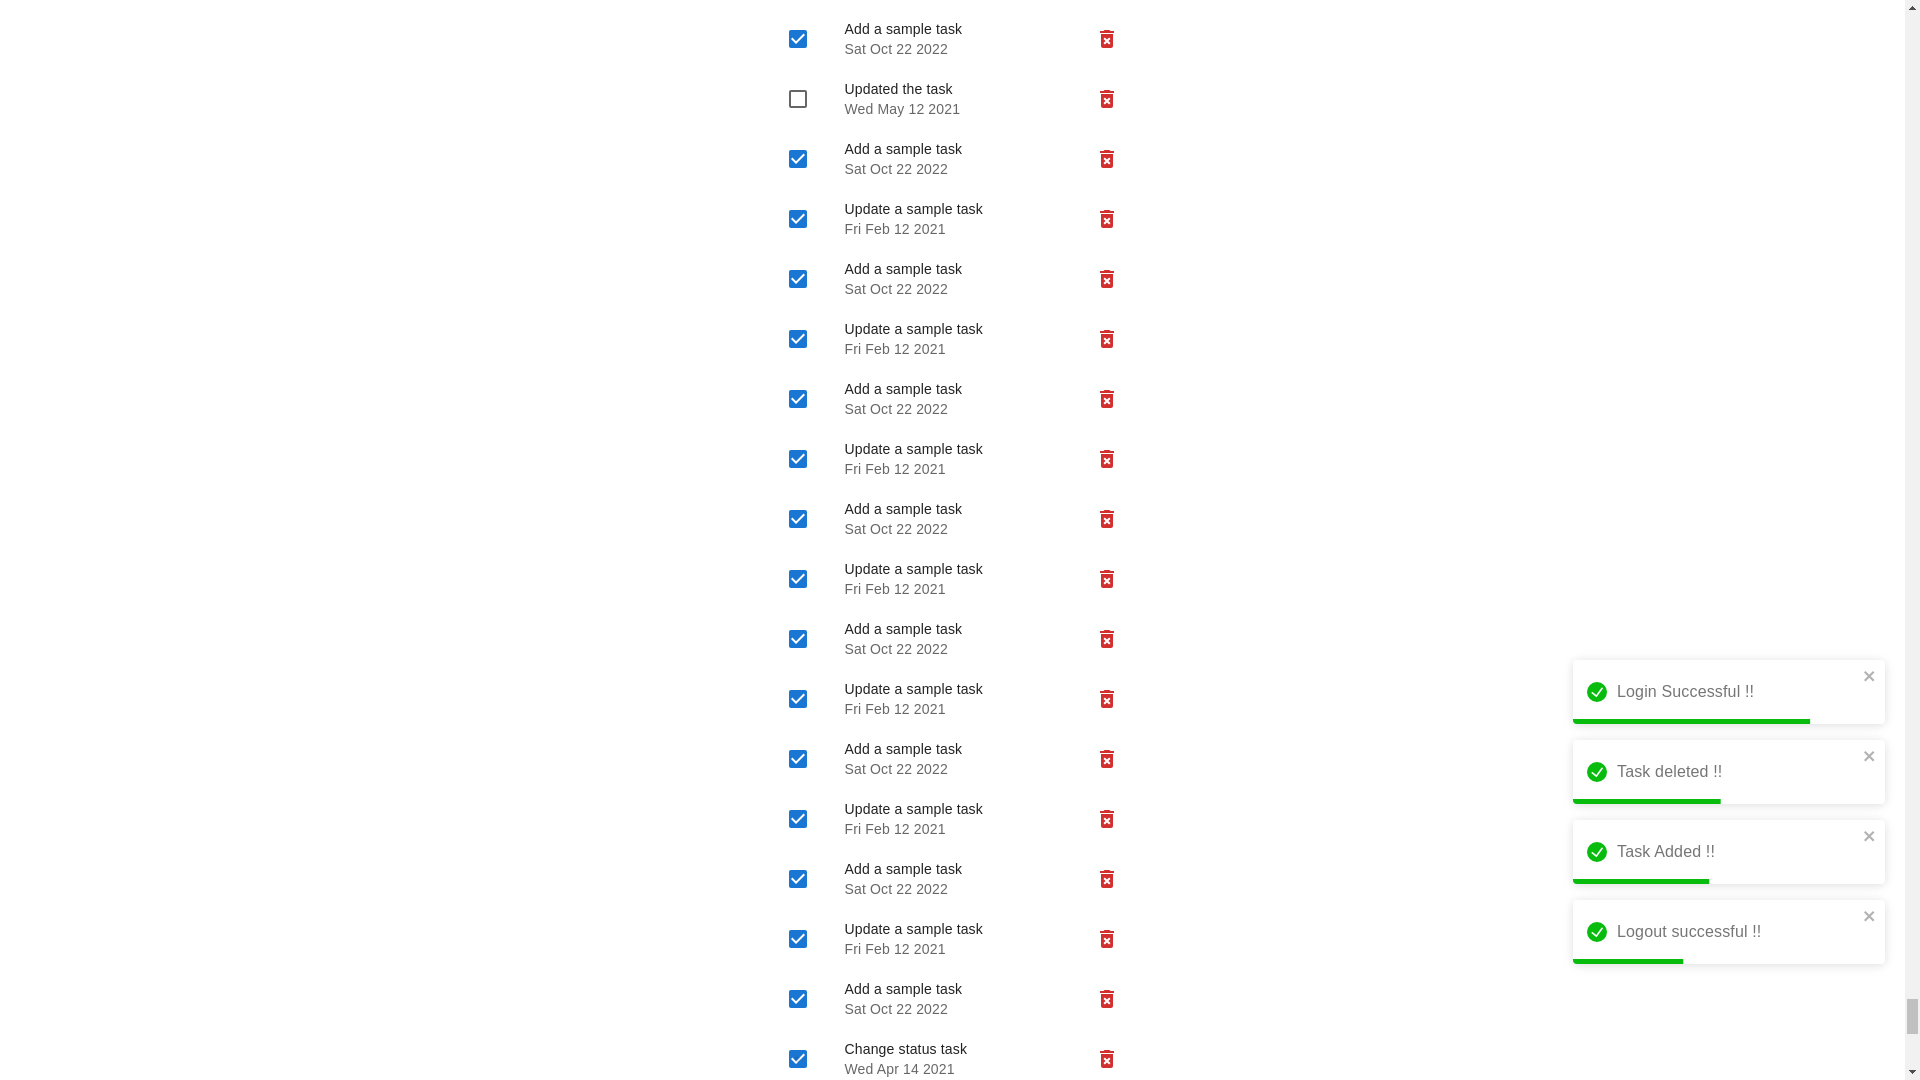 Add a sample task
Sat Oct 22 2022
Updated the task
Wed May 12 2021
Add a sample task
Sat Oct 22 2022
Update a sample task
Fri Feb 12 2021
Add a sample task
Sat Oct 22 2022
Update a sample task
Fri Feb 12 2021
Add a sample task
Sat Oct 22 2022
Update a sample task
Fri Feb 12 2021
Add a sample task
Sat Oct 22 2022
Update a sample task
Fri Feb 12 2021
Add a sample task
Sat Oct 22 2022
Update a sample task
Fri Feb 12 2021
Add a sample task
Sat Oct 22 2022
Update a sample task
Fri Feb 12 2021
Add a sample task
Sat Oct 22 2022
Update a sample task
Fri Feb 12 2021
Add a sample task
Sat Oct 22 2022
Change status task
Wed Apr 14 2021
Login Successful !!
Task deleted !!
Task Added !!
Logout successful !!